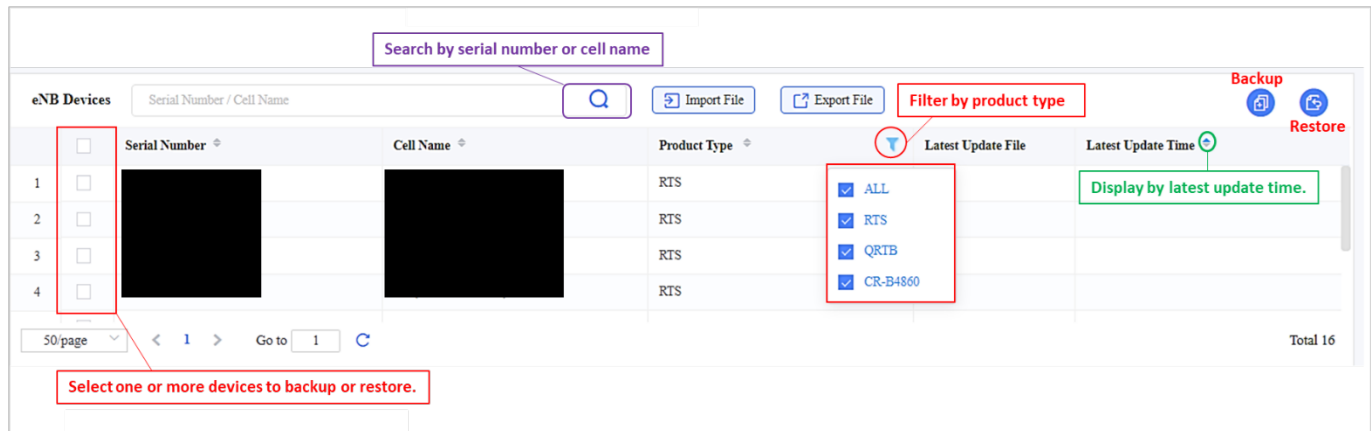 Search by serial number or cell name
Backup
eNB Devices Serial Number / Cell Name Import File Export File Filter by product type
Restore
Serial Number Cell Name Product Type Latest Update File Latest Update Time
1 RTS ALL Display by latest update time.
2 RTS RTS
3 RTS QRTB
4 RTS CR-B4860
50/page < 1 > Go to 1 Total 16
Select one or more devices to backup or restore.